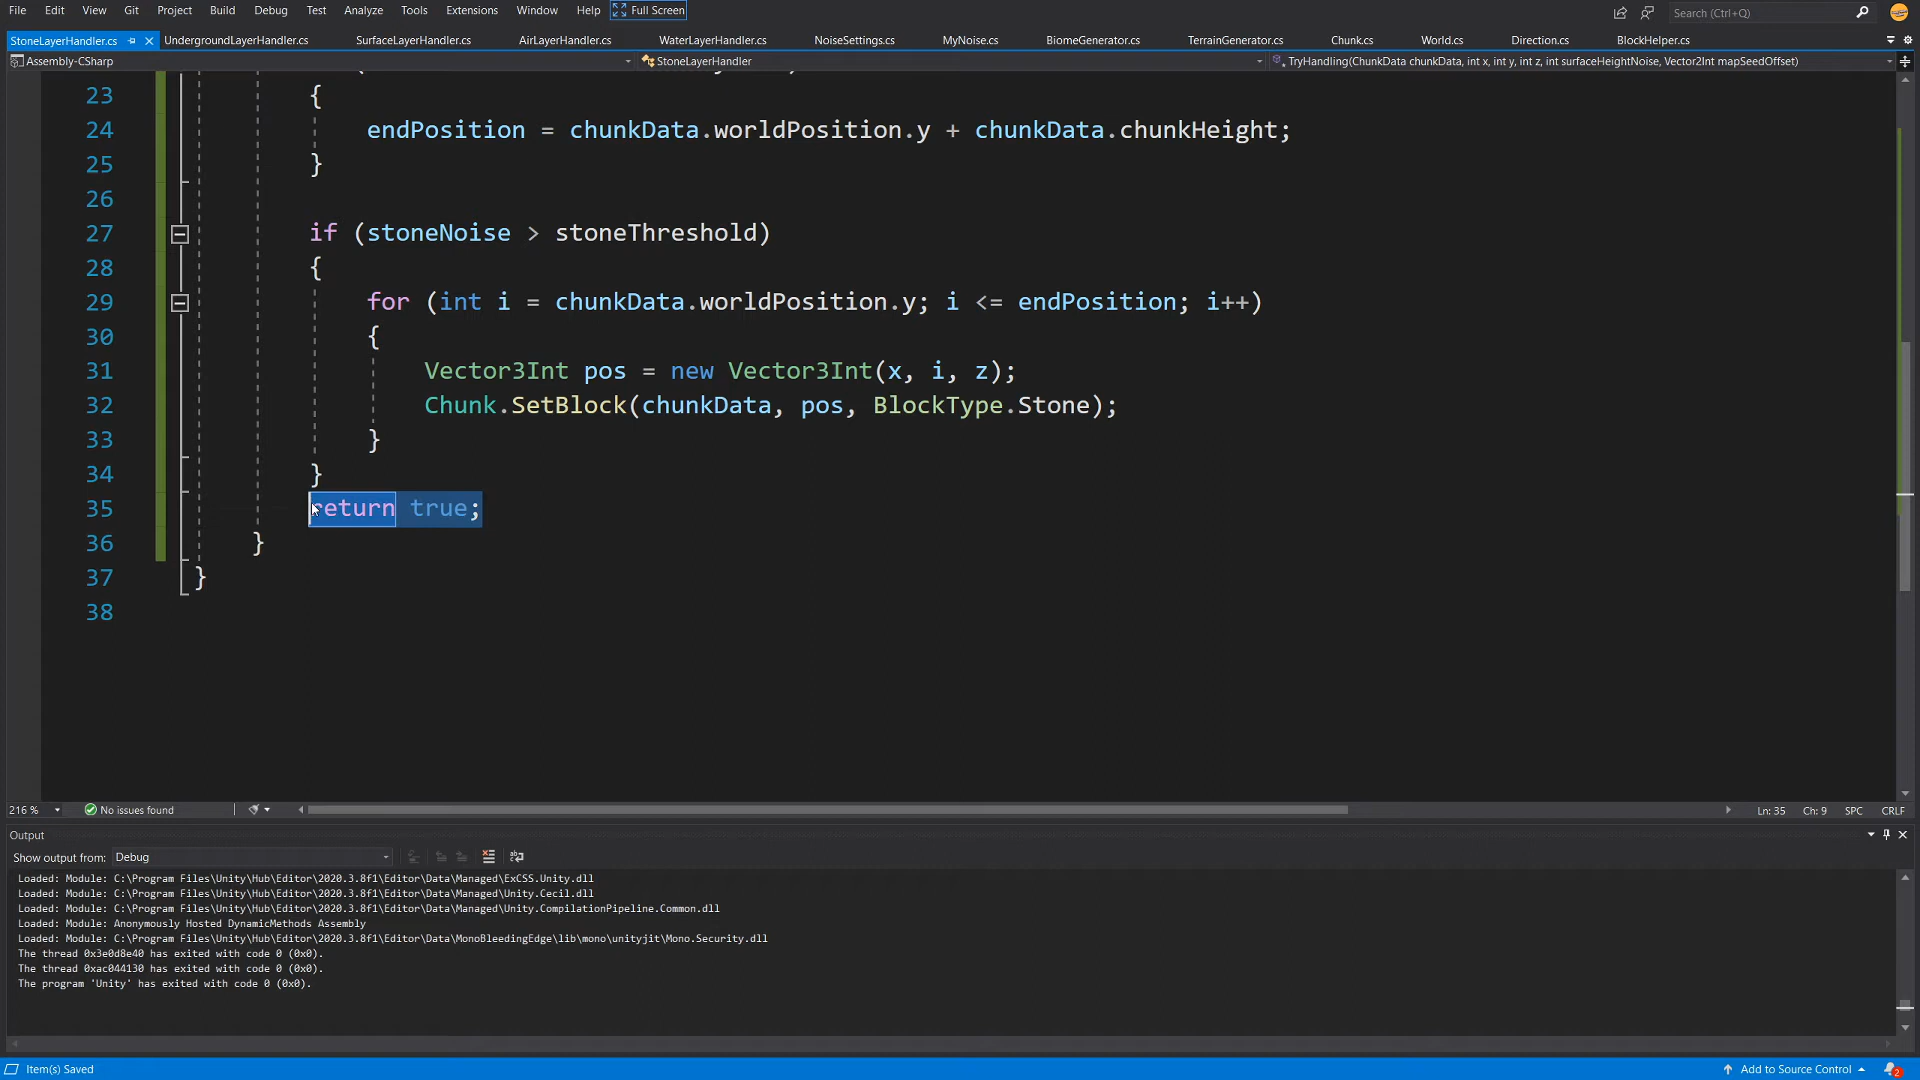 File Edit View Git Project Build Debug Test Analyze Tools Extensions Window Help Full Screen Search (Ctrl+Q)
StoneLayerHandler.cs UndergroundLayerHandler.cs SurfaceLayerHandler.cs AirLayerHandler.cs WaterLayerHandler.cs NoiseSettings.cs MyNoise.cs BiomeGenerator.cs TerrainGenerator.cs Chunk.cs World.cs Direction.cs BlockHelper.cs
Assembly-CSharp StoneLayerHandler TryHandling(ChunkData chunkData, int x, int y, int z, int surfaceHeightNoise, Vector2Int mapSeedOffset)
23 {
24 endPosition = chunkData.worldPosition.y + chunkData.chunkHeight;
25 }
26
27 if (stoneNoise > stoneThreshold)
28 {
29 for (int i = chunkData.worldPosition.y; i <= endPosition; i++)
30 {
31 Vector3Int pos = new Vector3Int(x, i, z);
32 Chunk.SetBlock(chunkData, pos, BlockType.Stone);
33 }
34 }
35 return true;
36 }
37 }
38
216 % No issues found Ln: 35 Ch: 9 SPC CRLF
Output
Show output from: Debug
Loaded: Module: C:\Program Files\Unity\Hub\Editor\2020.3.8f1\Editor\Data\Managed\ExCSS.Unity.dll
Loaded: Module: C:\Program Files\Unity\Hub\Editor\2020.3.8f1\Editor\Data\Managed\Unity.Cecil.dll
Loaded: Module: C:\Program Files\Unity\Hub\Editor\2020.3.8f1\Editor\Data\Managed\Unity.CompilationPipeline.Common.dll
Loaded: Module: Anonymously Hosted DynamicMethods Assembly
Loaded: Module: C:\Program Files\Unity\Hub\Editor\2020.3.8f1\Editor\Data\MonoBleedingEdge\lib\mono\unityjit\Mono.Security.dll
The thread 0x3e0d8e40 has exited with code 0 (0x0).
The thread 0xac044130 has exited with code 0 (0x0).
The program 'Unity' has exited with code 0 (0x0).
Item(s) Saved Add to Source Control 2